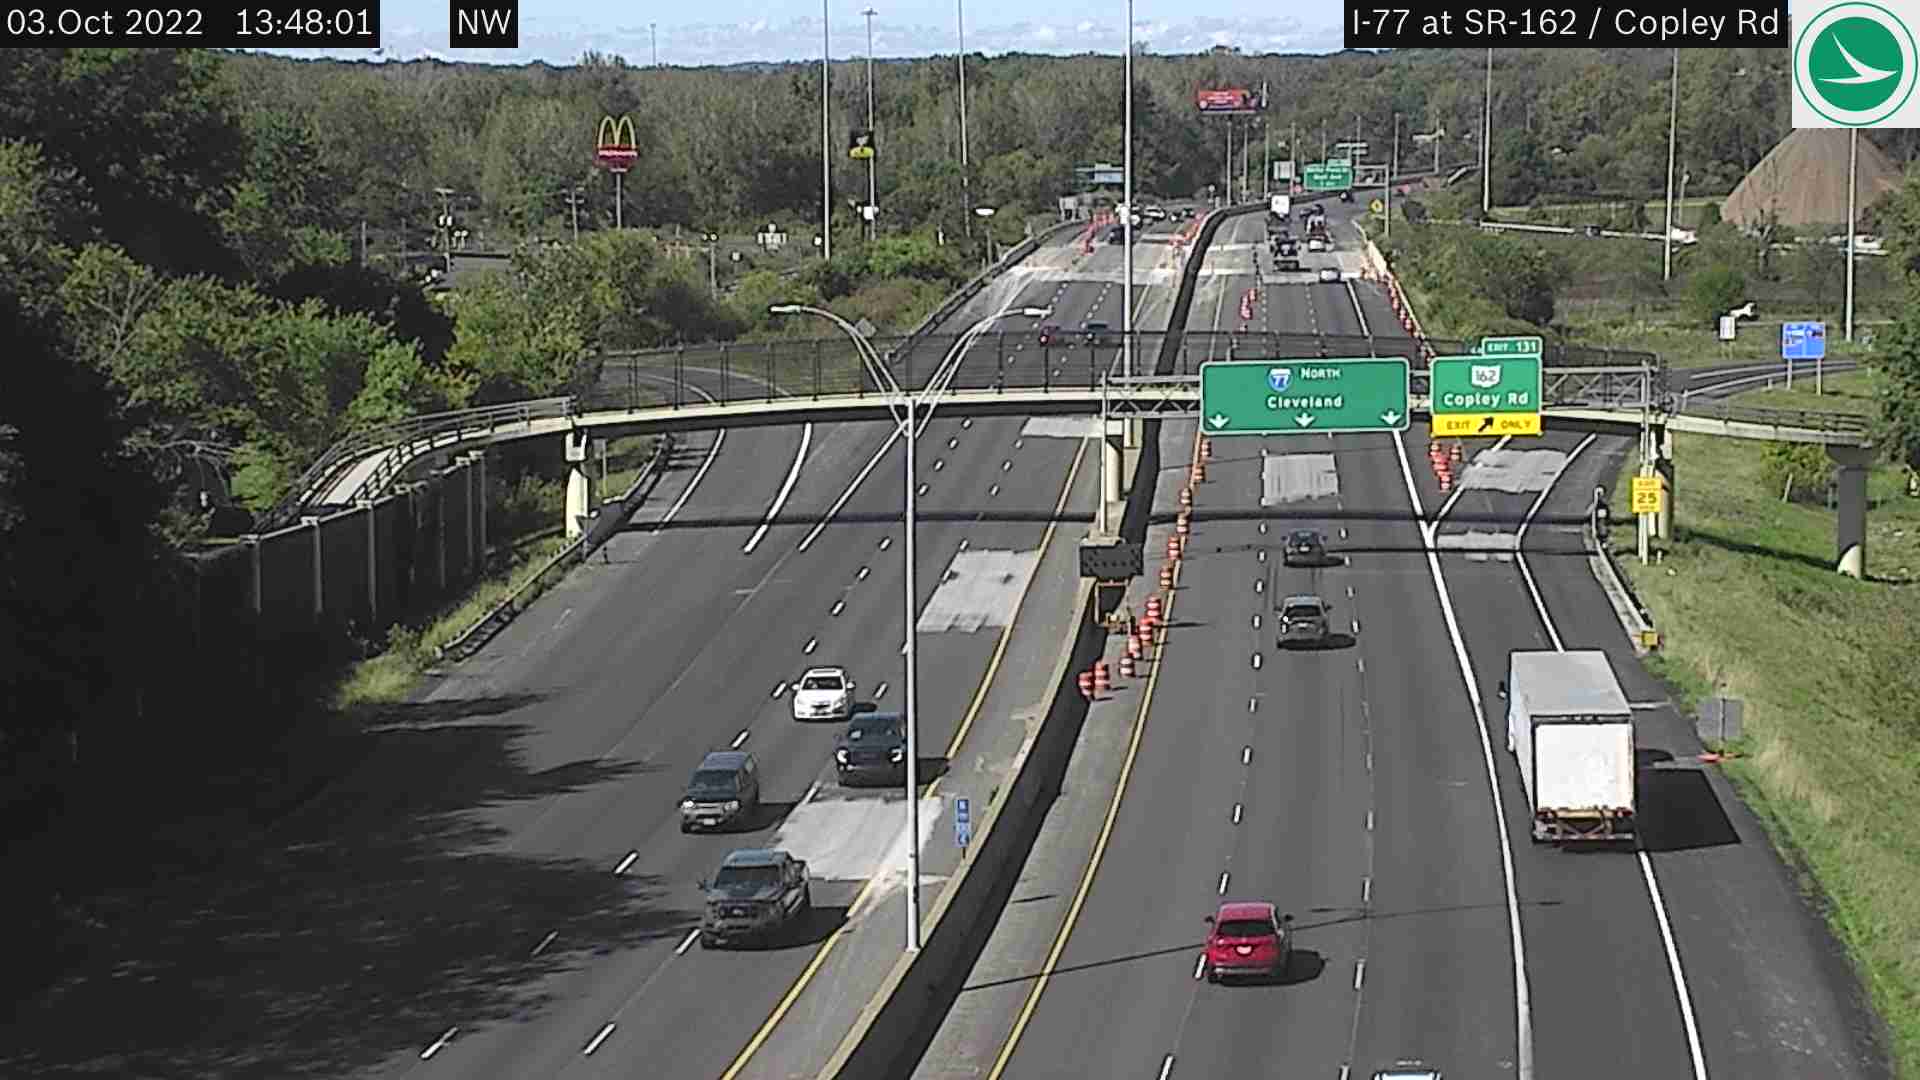 03.Oct 2022 13:48:01
NW
I-77 at SR-162 / Copley Rd
EXIT 131
77 NORTH
Cleveland
162
Copley Rd
EXIT ONLY
25